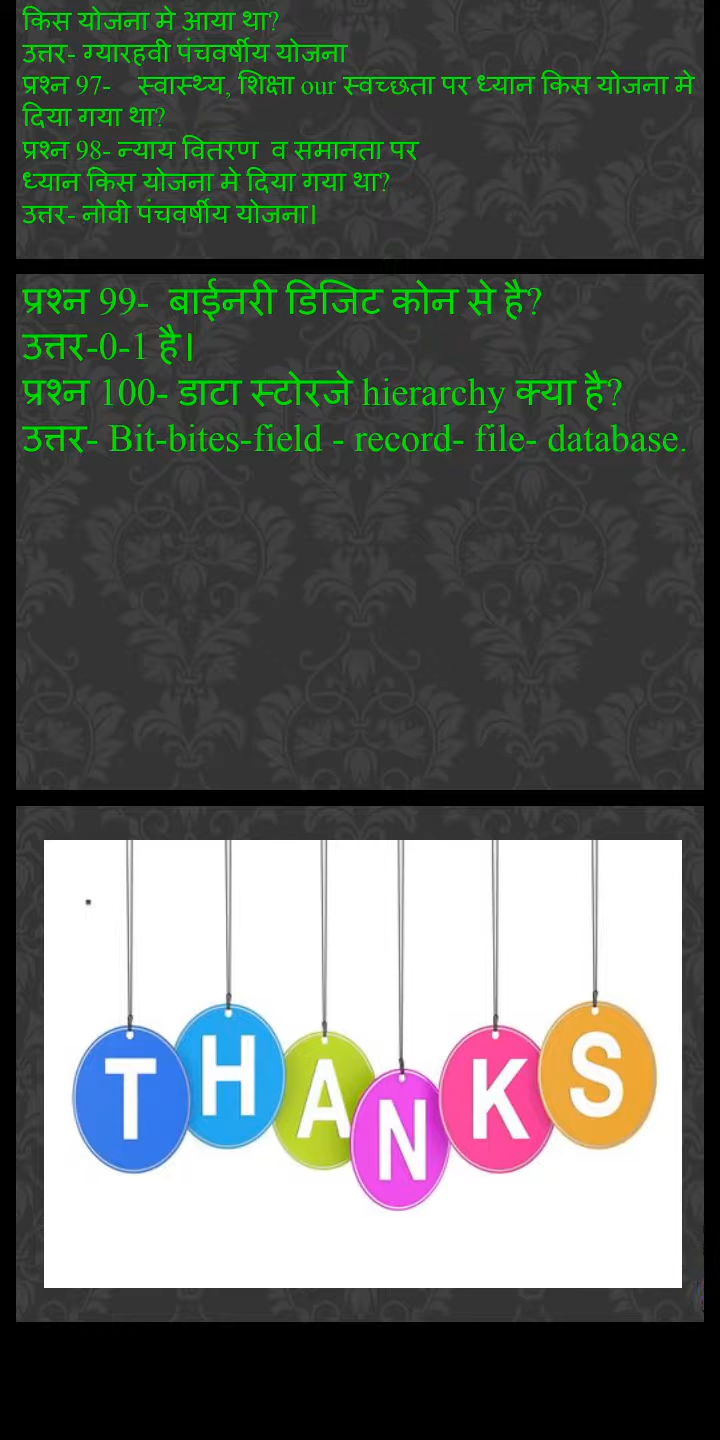 किस योजना मे आया था?
उत्तर- ग्यारहवी पंचवर्षीय योजना
प्रश्न 97- स्वास्थ्य, शिक्षा our स्वच्छता पर ध्यान किस योजना मे
दिया गया था?
प्रश्न 98- न्याय वितरण व समानता पर
ध्यान किस योजना मे दिया गया था?
उत्तर- नोवी पंचवर्षीय योजना।
प्रश्न 99- बाईनरी डिजिट कोन से है?
उत्तर-0-1 है।
प्रश्न 100- डाटा स्टोरजे hierarchy क्या है?
उत्तर- Bit-bites-field - record- file- database.
THANKS